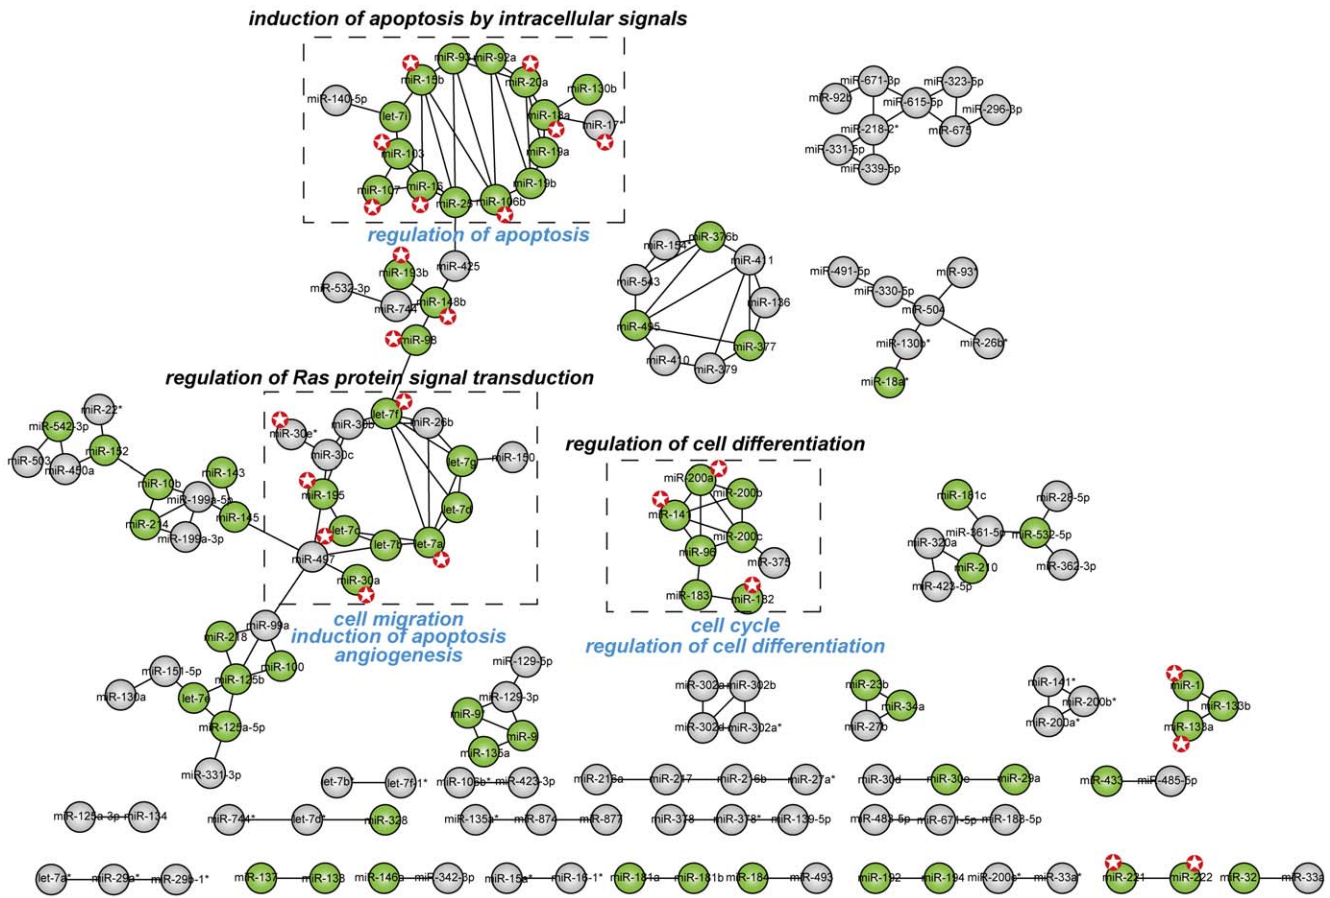 induction of apoptosis by intracellular signals
miR-93
miR-92a
miR-15b
miR-20a
miR-130b
miR-140-5p
let-7i
miR-18a
miR-17*
miR-103
miR-19a
miR-107
miR-16
miR-25
miR-106b
miR-19b
regulation of apoptosis
miR-671-3p
miR-323-5p
miR-92b
miR-615-5p
miR-296-3p
miR-218-2*
miR-675
miR-331-5p
miR-339-5p
miR-193b
miR-425
miR-532-3p
miR-744
miR-148b
miR-98
miR-154*
miR-376b
miR-411
miR-543
miR-136
miR-495
miR-377
miR-410
miR-379
miR-491-5p
miR-93*
miR-330-5p
miR-504
miR-130b*
miR-26b*
miR-18a*
regulation of Ras protein signal transduction
let-7f
miR-30b
miR-26b
miR-30e*
miR-30c
let-7g
miR-150
miR-195
let-7d
let-7c
let-7b
let-7a
miR-497
miR-30a
cell migration
induction of apoptosis
angiogenesis
miR-22*
miR-542-3p
miR-503
miR-450a
miR-152
miR-10b
miR-143
miR-199a-5p
miR-214
miR-145
miR-199a-3p
regulation of cell differentiation
miR-200a
miR-200b
miR-141
miR-200c
miR-96
miR-375
miR-183
miR-182
cell cycle
regulation of cell differentiation
miR-181c
miR-28-5p
miR-361-5p
miR-320a
miR-532-5p
miR-210
miR-362-3p
miR-423-5p
miR-99a
miR-218
miR-100
miR-151-5p
miR-125b
miR-130a
let-7e
miR-125a-5p
miR-331-3p
miR-129-5p
miR-129-3p
miR-9*
miR-9
miR-135a
miR-302a
miR-302b
miR-302d
miR-302a*
miR-23b
miR-34a
miR-27b
miR-141*
miR-200b*
miR-200a*
miR-1
miR-133b
miR-133a
let-7b*
let-7f-1*
miR-106b*
miR-423-3p
miR-216a
miR-217
miR-216b
miR-27a*
miR-30d
miR-30e
miR-29a
miR-433
miR-485-5p
miR-125a-3p
miR-134
miR-744*
let-7d*
miR-328
miR-135a*
miR-874
miR-877
miR-378
miR-378*
miR-139-5p
miR-483-5p
miR-671-5p
miR-188-5p
let-7a*
miR-29a*
miR-29b-1*
miR-137
miR-138
miR-146a
miR-342-3p
miR-15a*
miR-16-1*
miR-181a
miR-181b
miR-184
miR-493
miR-192
miR-194
miR-200c*
miR-33a*
miR-221
miR-222
miR-32
miR-33a